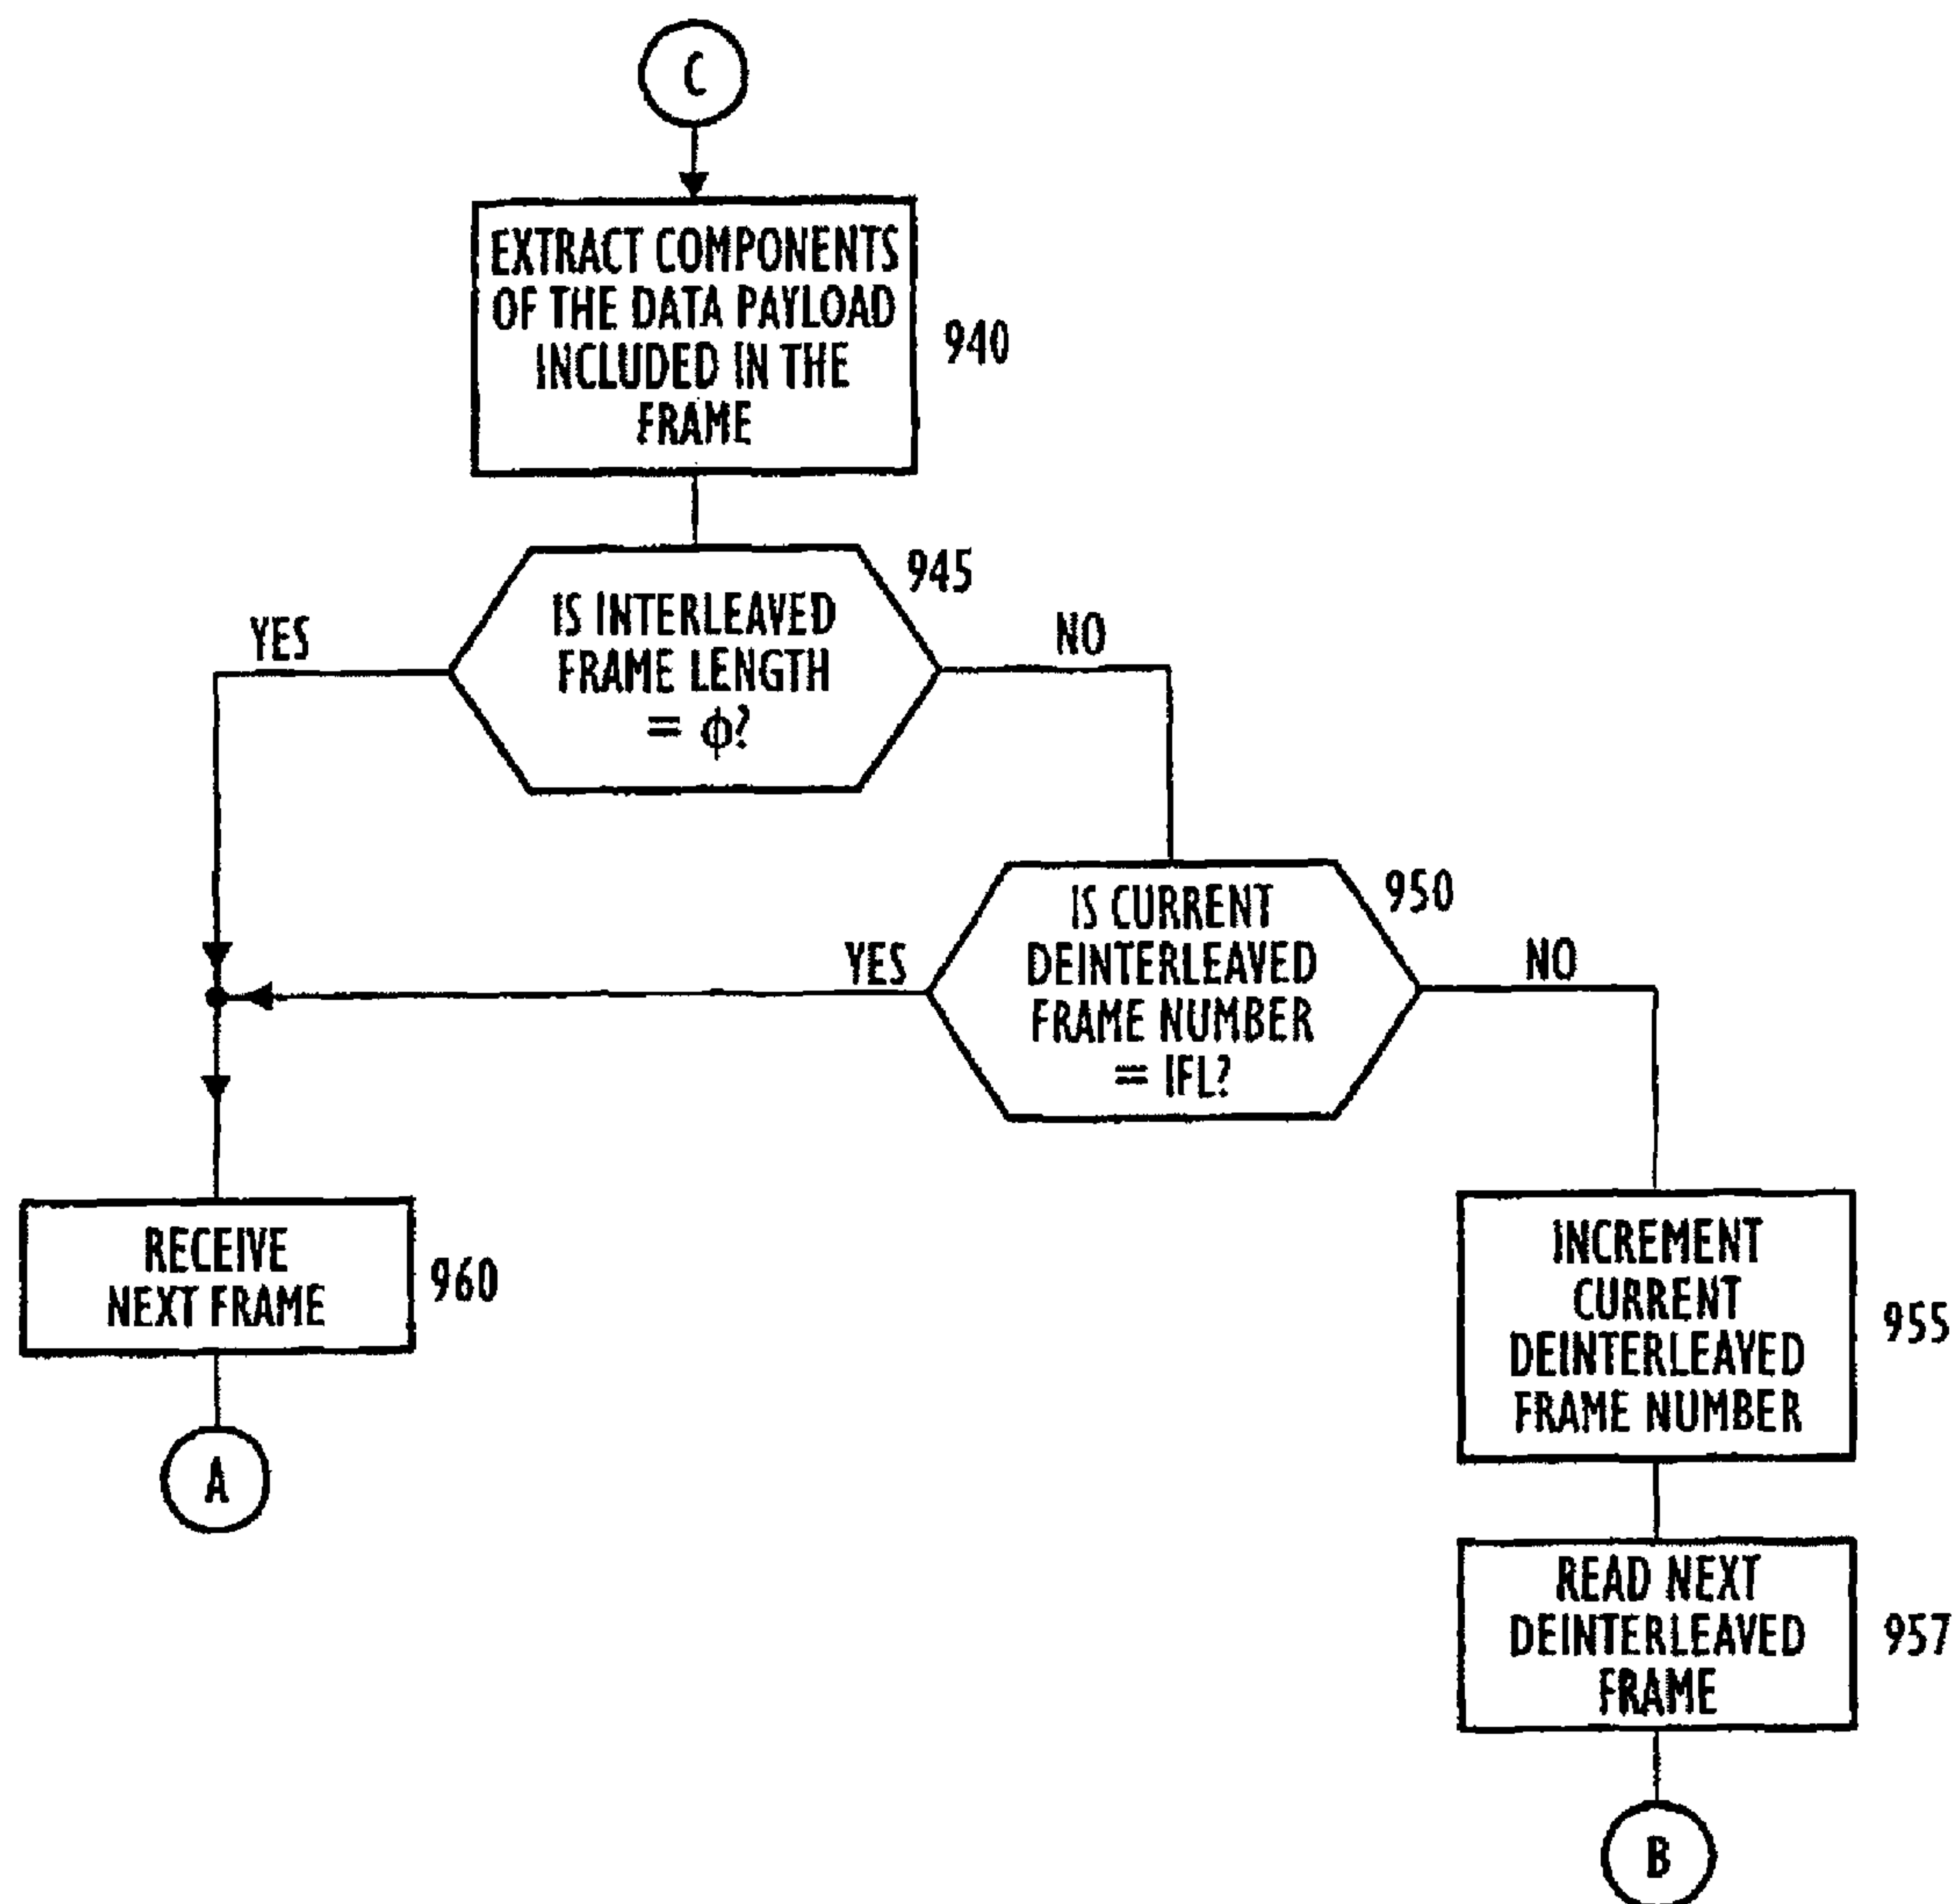 C
EXTRACT COMPONENTS
OF THE DATA PAYLOAD
INCLUDED IN THE
FRAME
940
945
IS INTERLEAVED
FRAME LENGTH
= ϕ?
YES
NO
950
IS CURRENT
DEINTERLEAVED
FRAME NUMBER
= IFL?
YES
NO
RECEIVE
NEXT FRAME
960
A
INCREMENT
CURRENT
DEINTERLEAVED
FRAME NUMBER
955
READ NEXT
DEINTERLEAVED
FRAME
957
B